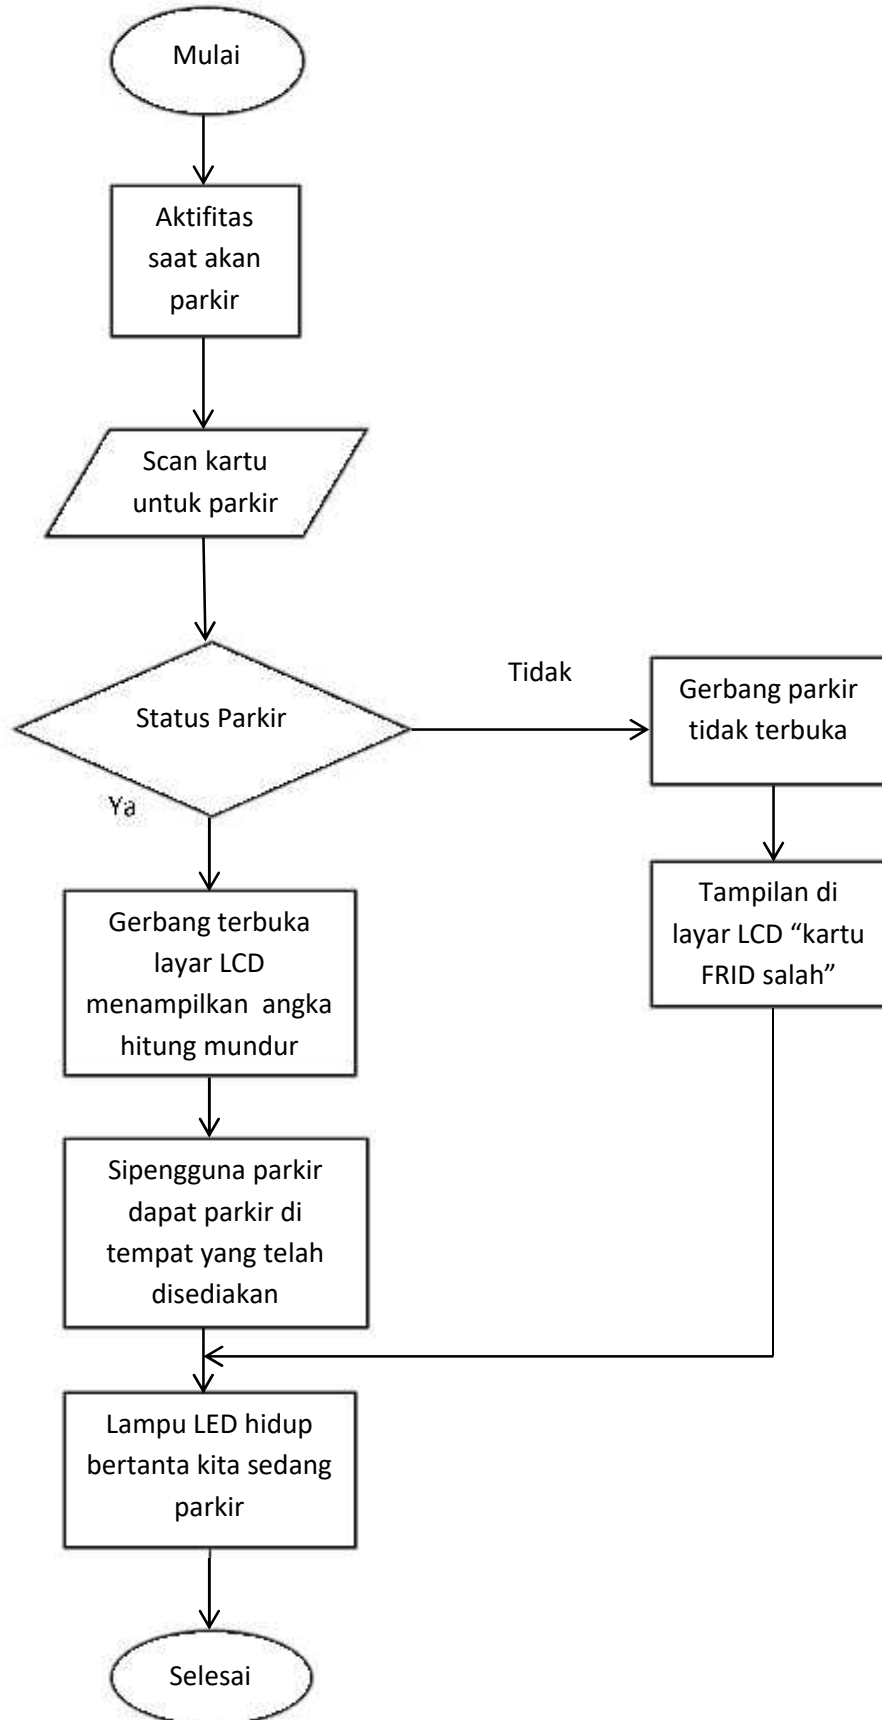 Mulai
Aktifitas
saat akan
parkir
Scan kartu
untuk parkir
Status Parkir
Tidak
Ya
Gerbang parkir
tidak terbuka
Tampilan di
layar LCD “kartu
FRID salah”
Gerbang terbuka
layar LCD
menampilkan angka
hitung mundur
Sipengguna parkir
dapat parkir di
tempat yang telah
disediakan
Lampu LED hidup
bertanta kita sedang
parkir
Selesai